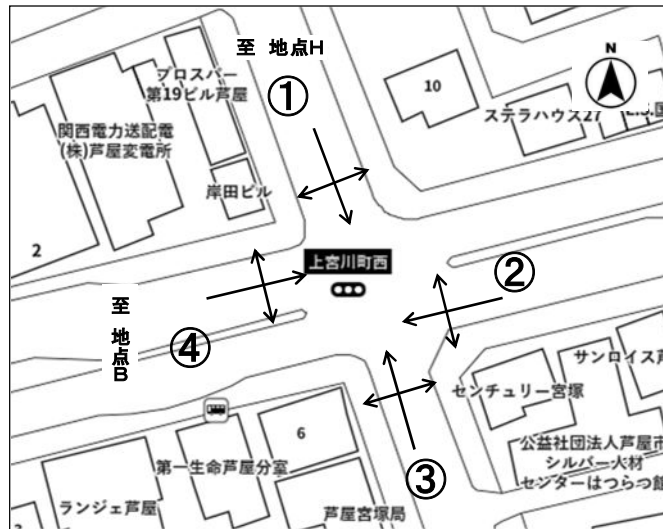 至 地点H
N
プロスパー
第19ビル芦屋
①
10
関西電力送配電
(株)芦屋変電所
ステラハウス27
岸田ビル
2
上宮川町西
②
至 地点B
④
サンロイス芦
センチュリー宮塚
6
公益社団法人芦屋市
シルバー人材
センターはつらつ館
第一生命芦屋分室
③
ランジェ芦屋
芦屋宮塚局